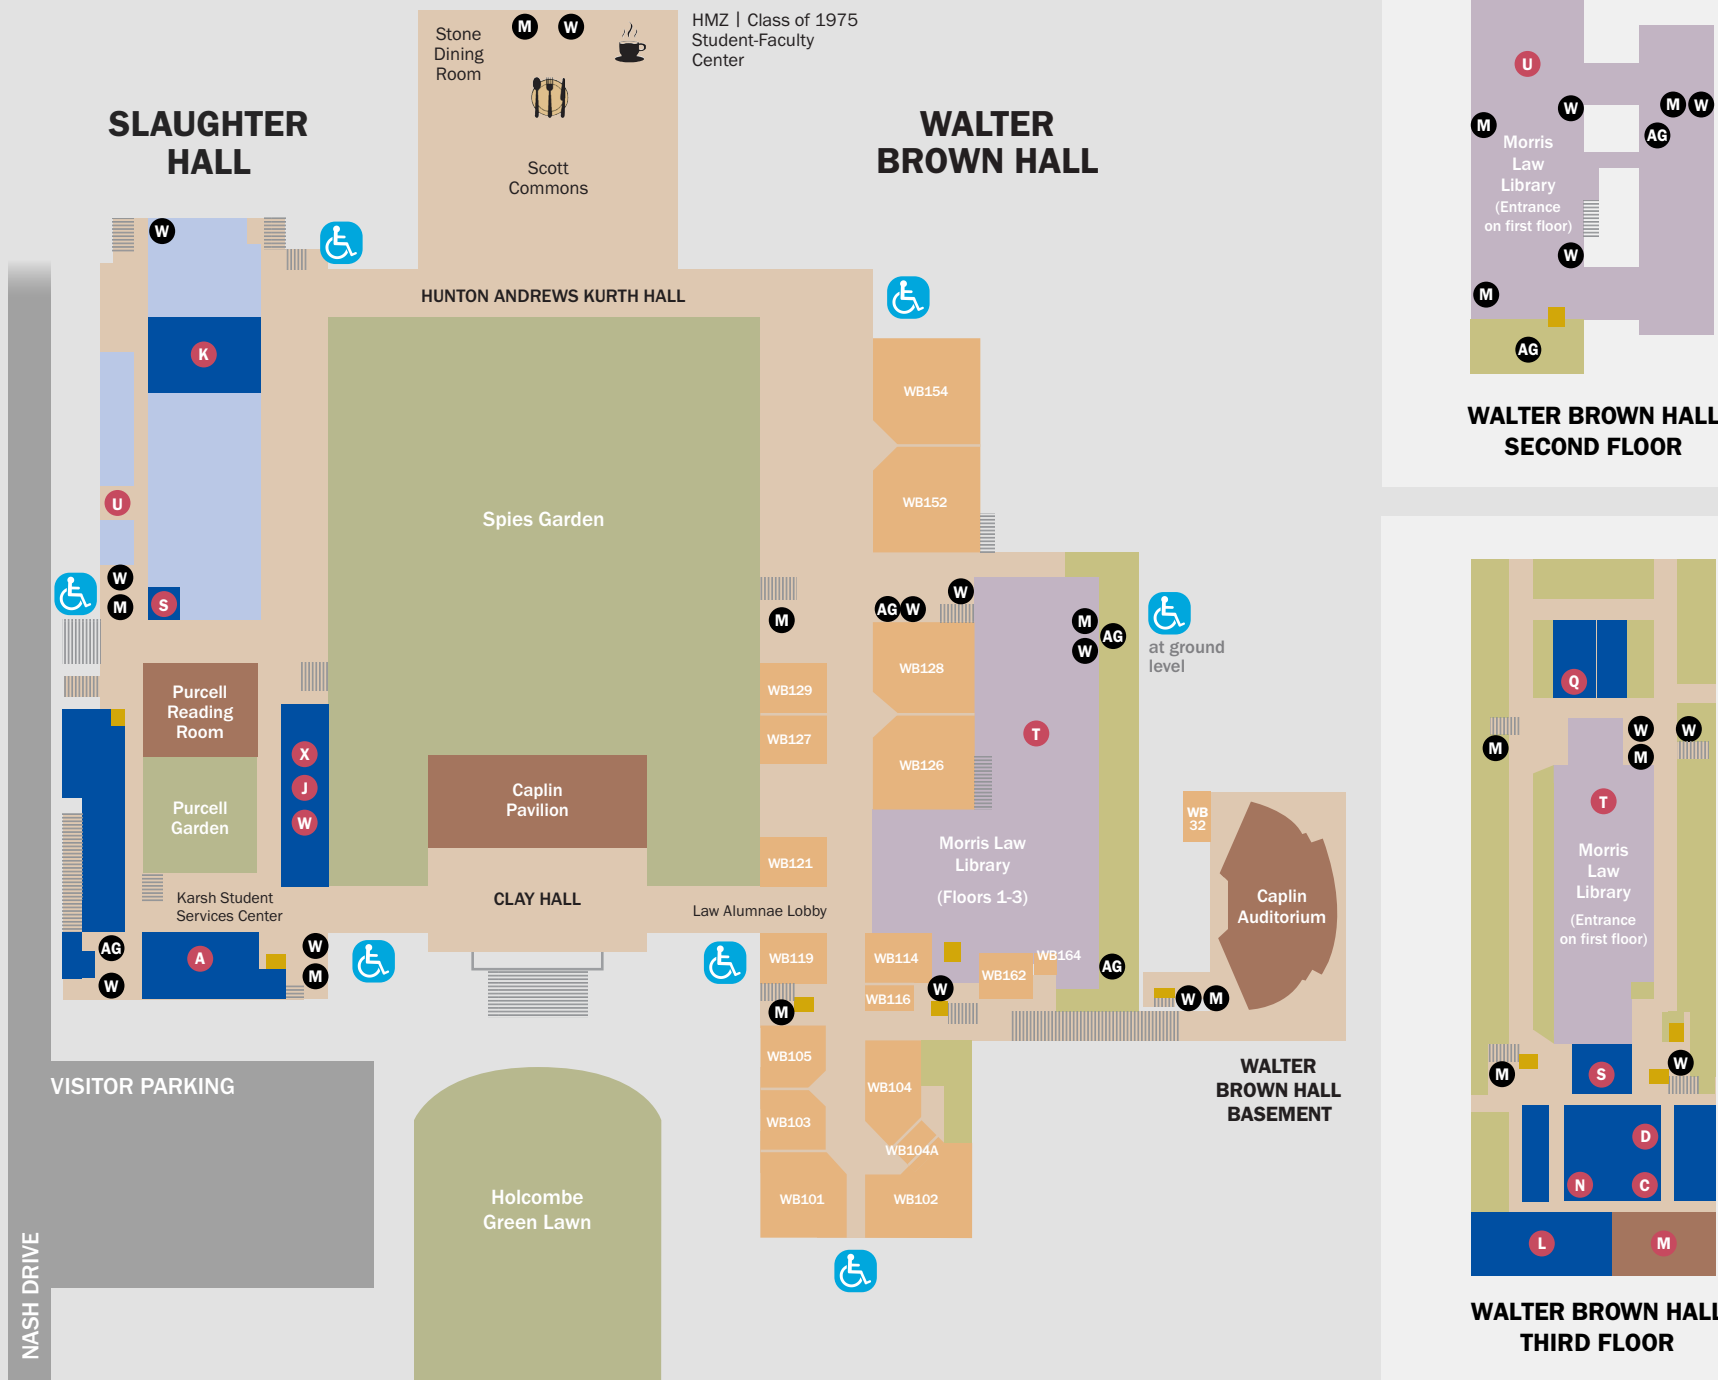 Stone
Dining
Room
M
W
HMZ | Class of 1975
Student-Faculty
Center
SLAUGHTER
HALL
Scott
Commons
WALTER
BROWN HALL
W
HUNTON ANDREWS KURTH HALL
K
U
W
M
S
Spies Garden
WB154
WB152
M
AG
W
W
M
W
AG
at ground
level
WB129
WB127
WB128
WB126
T
Purcell
Reading
Room
Purcell
Garden
X
J
W
Caplin
Pavilion
WB121
Morris Law
Library
(Floors 1-3)
WB
32
Caplin
Auditorium
Karsh Student
Services Center
CLAY HALL
Law Alumnae Lobby
AG
W
A
W
M
WB119
WB114
WB116
WB162
WB164
AG
W
M
W
M
WB105
WB103
WB101
WB104
WB104A
WB102
WALTER
BROWN HALL
BASEMENT
VISITOR PARKING
NASH DRIVE
Holcombe
Green Lawn
U
M
W
M
W
AG
Morris
Law
Library
(Entrance
on first floor)
W
M
AG
WALTER BROWN HALL
SECOND FLOOR
Q
M
W
M
W
T
Morris
Law
Library
(Entrance
on first floor)
M
S
W
D
N
C
L
M
WALTER BROWN HALL
THIRD FLOOR